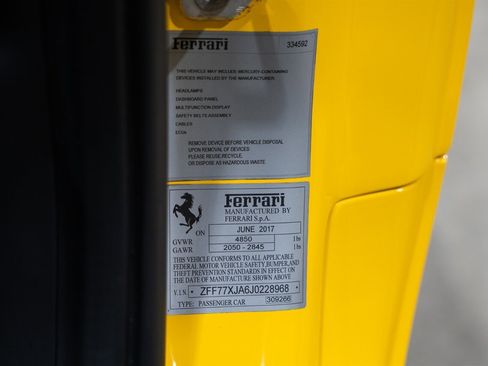 Ferrari 334592
THIS VEHICLE MAY INCLUDE MERCURY-CONTAINING
DEVICES INSTALLED BY THE MANUFACTURER:
HEADLAMPS
DASHBOARD PANEL
MULTIFUNCTION DISPLAY
SAFETY BELTS ASSEMBLY
CABLES
ECUs
REMOVE DEVICE BEFORE VEHICLE DISPOSAL
UPON REMOVAL OF DEVICES
PLEASE REUSE,RECYCLE,
OR DISPOSE AS HAZARDOUS WASTE
Ferrari
MANUFACTURED BY
FERRARI S.p.A.
ON JUNE 2017
GVWR 4850 lbs
GAWR 2050 - 2845 lbs
THIS VEHICLE CONFORMS TO ALL APPLICABLE
FEDERAL MOTOR VEHICLE SAFETY,BUMPER,AND
THEFT PREVENTION STANDARDS IN EFFECT ON
THE DATE OF MANUFACTURE SHOWN ABOVE
V.I.N. * ZFF77XJA6J0228968 *
TYPE: PASSENGER CAR 309266